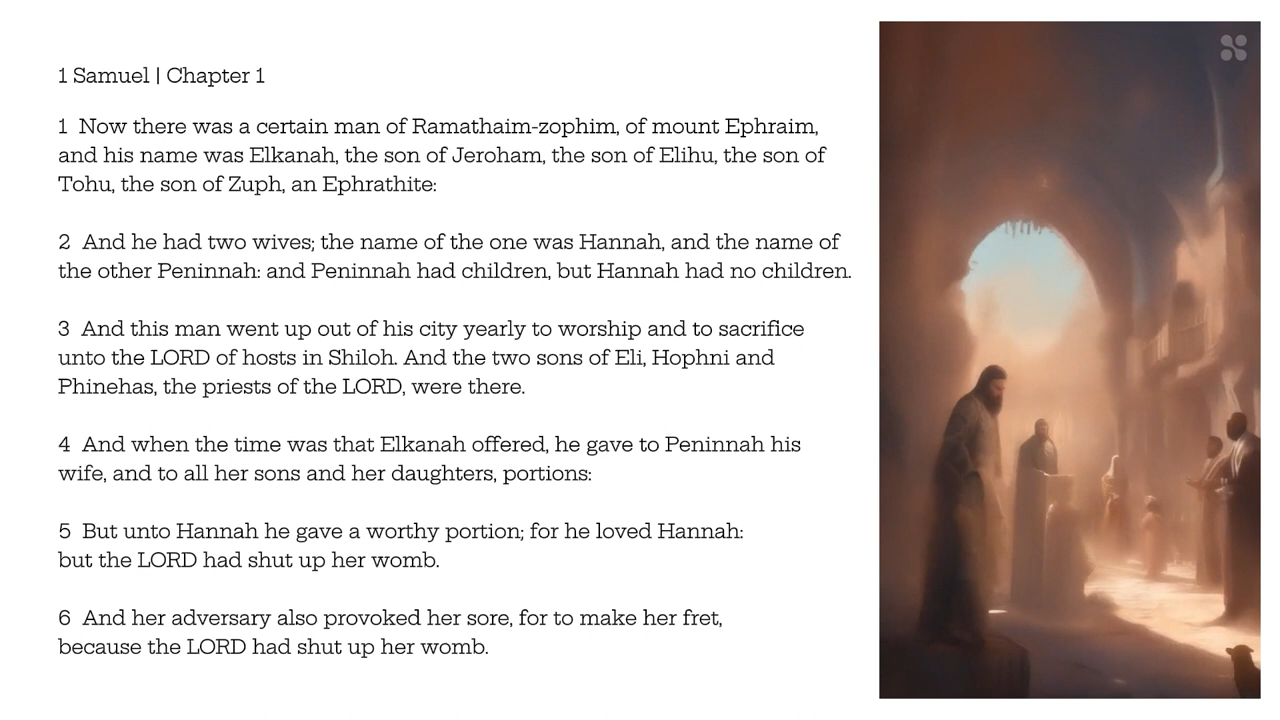 1 Samuel | Chapter 1
1 Now there was a certain man of Ramathaim-zophim, of mount Ephraim,
and his name was Elkanah, the son of Jeroham, the son of Elihu, the son of
Tohu, the son of Zuph, an Ephrathite:
2 And he had two wives; the name of the one was Hannah, and the name of
the other Peninnah: and Peninnah had children, but Hannah had no children.
3 And this man went up out of his city yearly to worship and to sacrifice
unto the LORD of hosts in Shiloh. And the two sons of Eli, Hophni and
Phinehas, the priests of the LORD, were there.
4 And when the time was that Elkanah offered, he gave to Peninnah his
wife, and to all her sons and her daughters, portions:
5 But unto Hannah he gave a worthy portion; for he loved Hannah:
but the LORD had shut up her womb.
6 And her adversary also provoked her sore, for to make her fret,
because the LORD had shut up her womb.